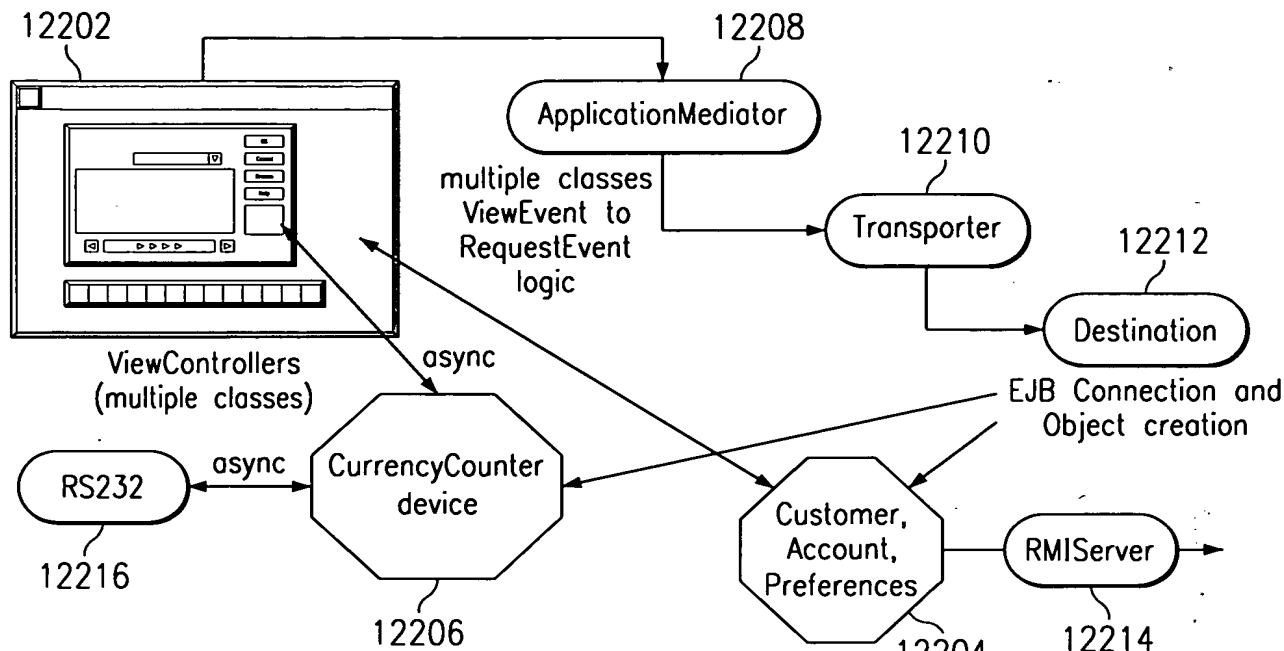 12202
12208
ApplicationMediator
12210
multiple classes
ViewEvent to
RequestEvent
logic
Transporter
12212
Destination
ViewControllers
(multiple classes)
async
EJB Connection and
Object creation
async
RS232
CurrencyCounter
device
Customer,
Account,
Preferences
RMIServer
12216
12206
12204
12214